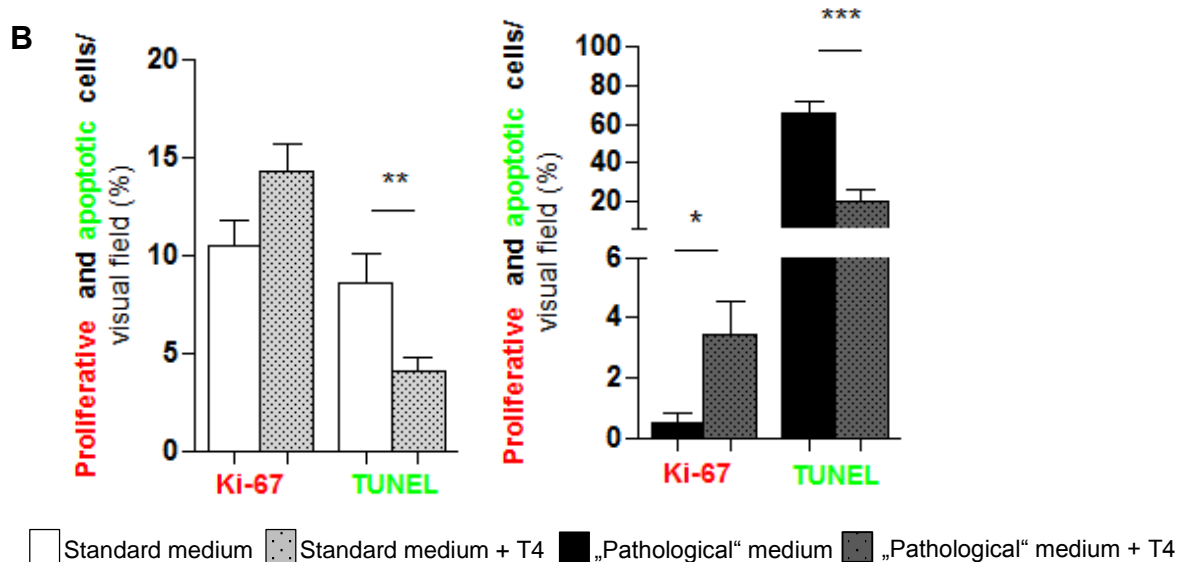 B
Proliferative and apoptotic cells/
visual field (%)
20
15
10
5
0
**
Ki-67
TUNEL
Proliferative and apoptotic cells/
visual field (%)
100
80
60
40
20
6
4
2
0
*
***
Ki-67
TUNEL
Standard medium
Standard medium + T4
„Pathological“ medium
„Pathological“ medium + T4